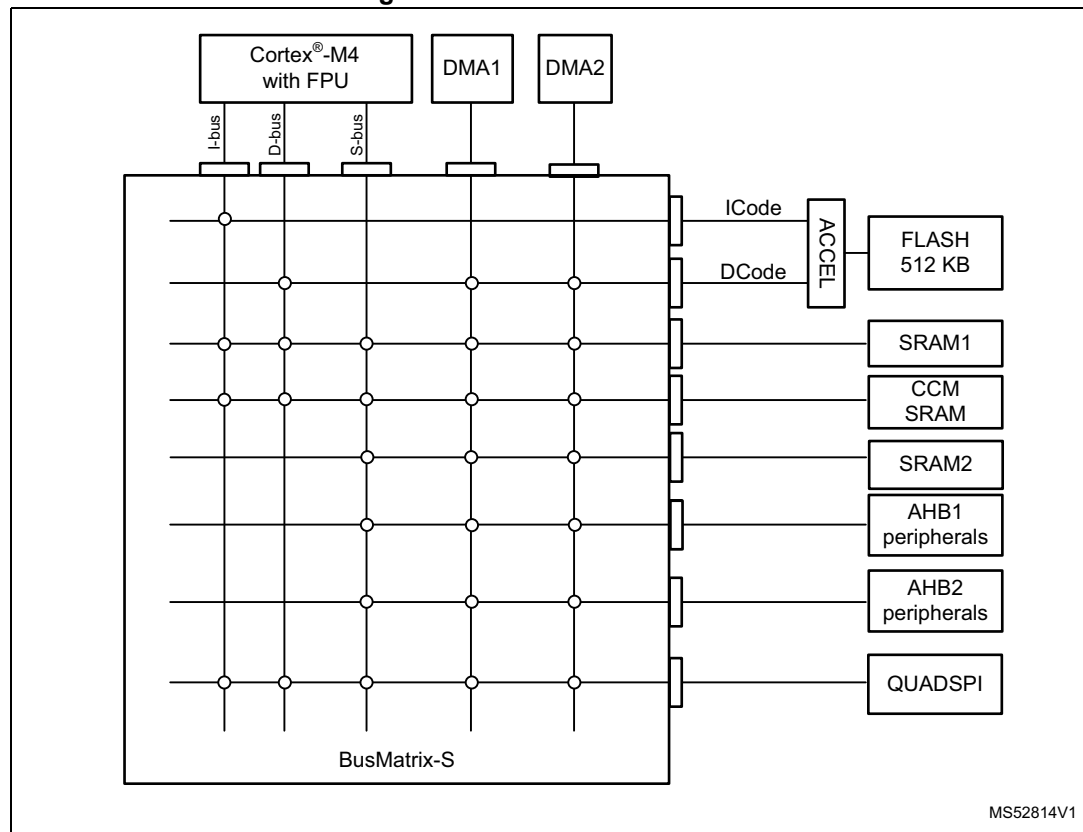 Cortex®-M4
with FPU
DMA1
DMA2
I-bus
D-bus
S-bus
ICode
DCode
ACCEL
FLASH
512 KB
SRAM1
CCM
SRAM
SRAM2
AHB1
peripherals
AHB2
peripherals
QUADSPI
BusMatrix-S
MS52814V1